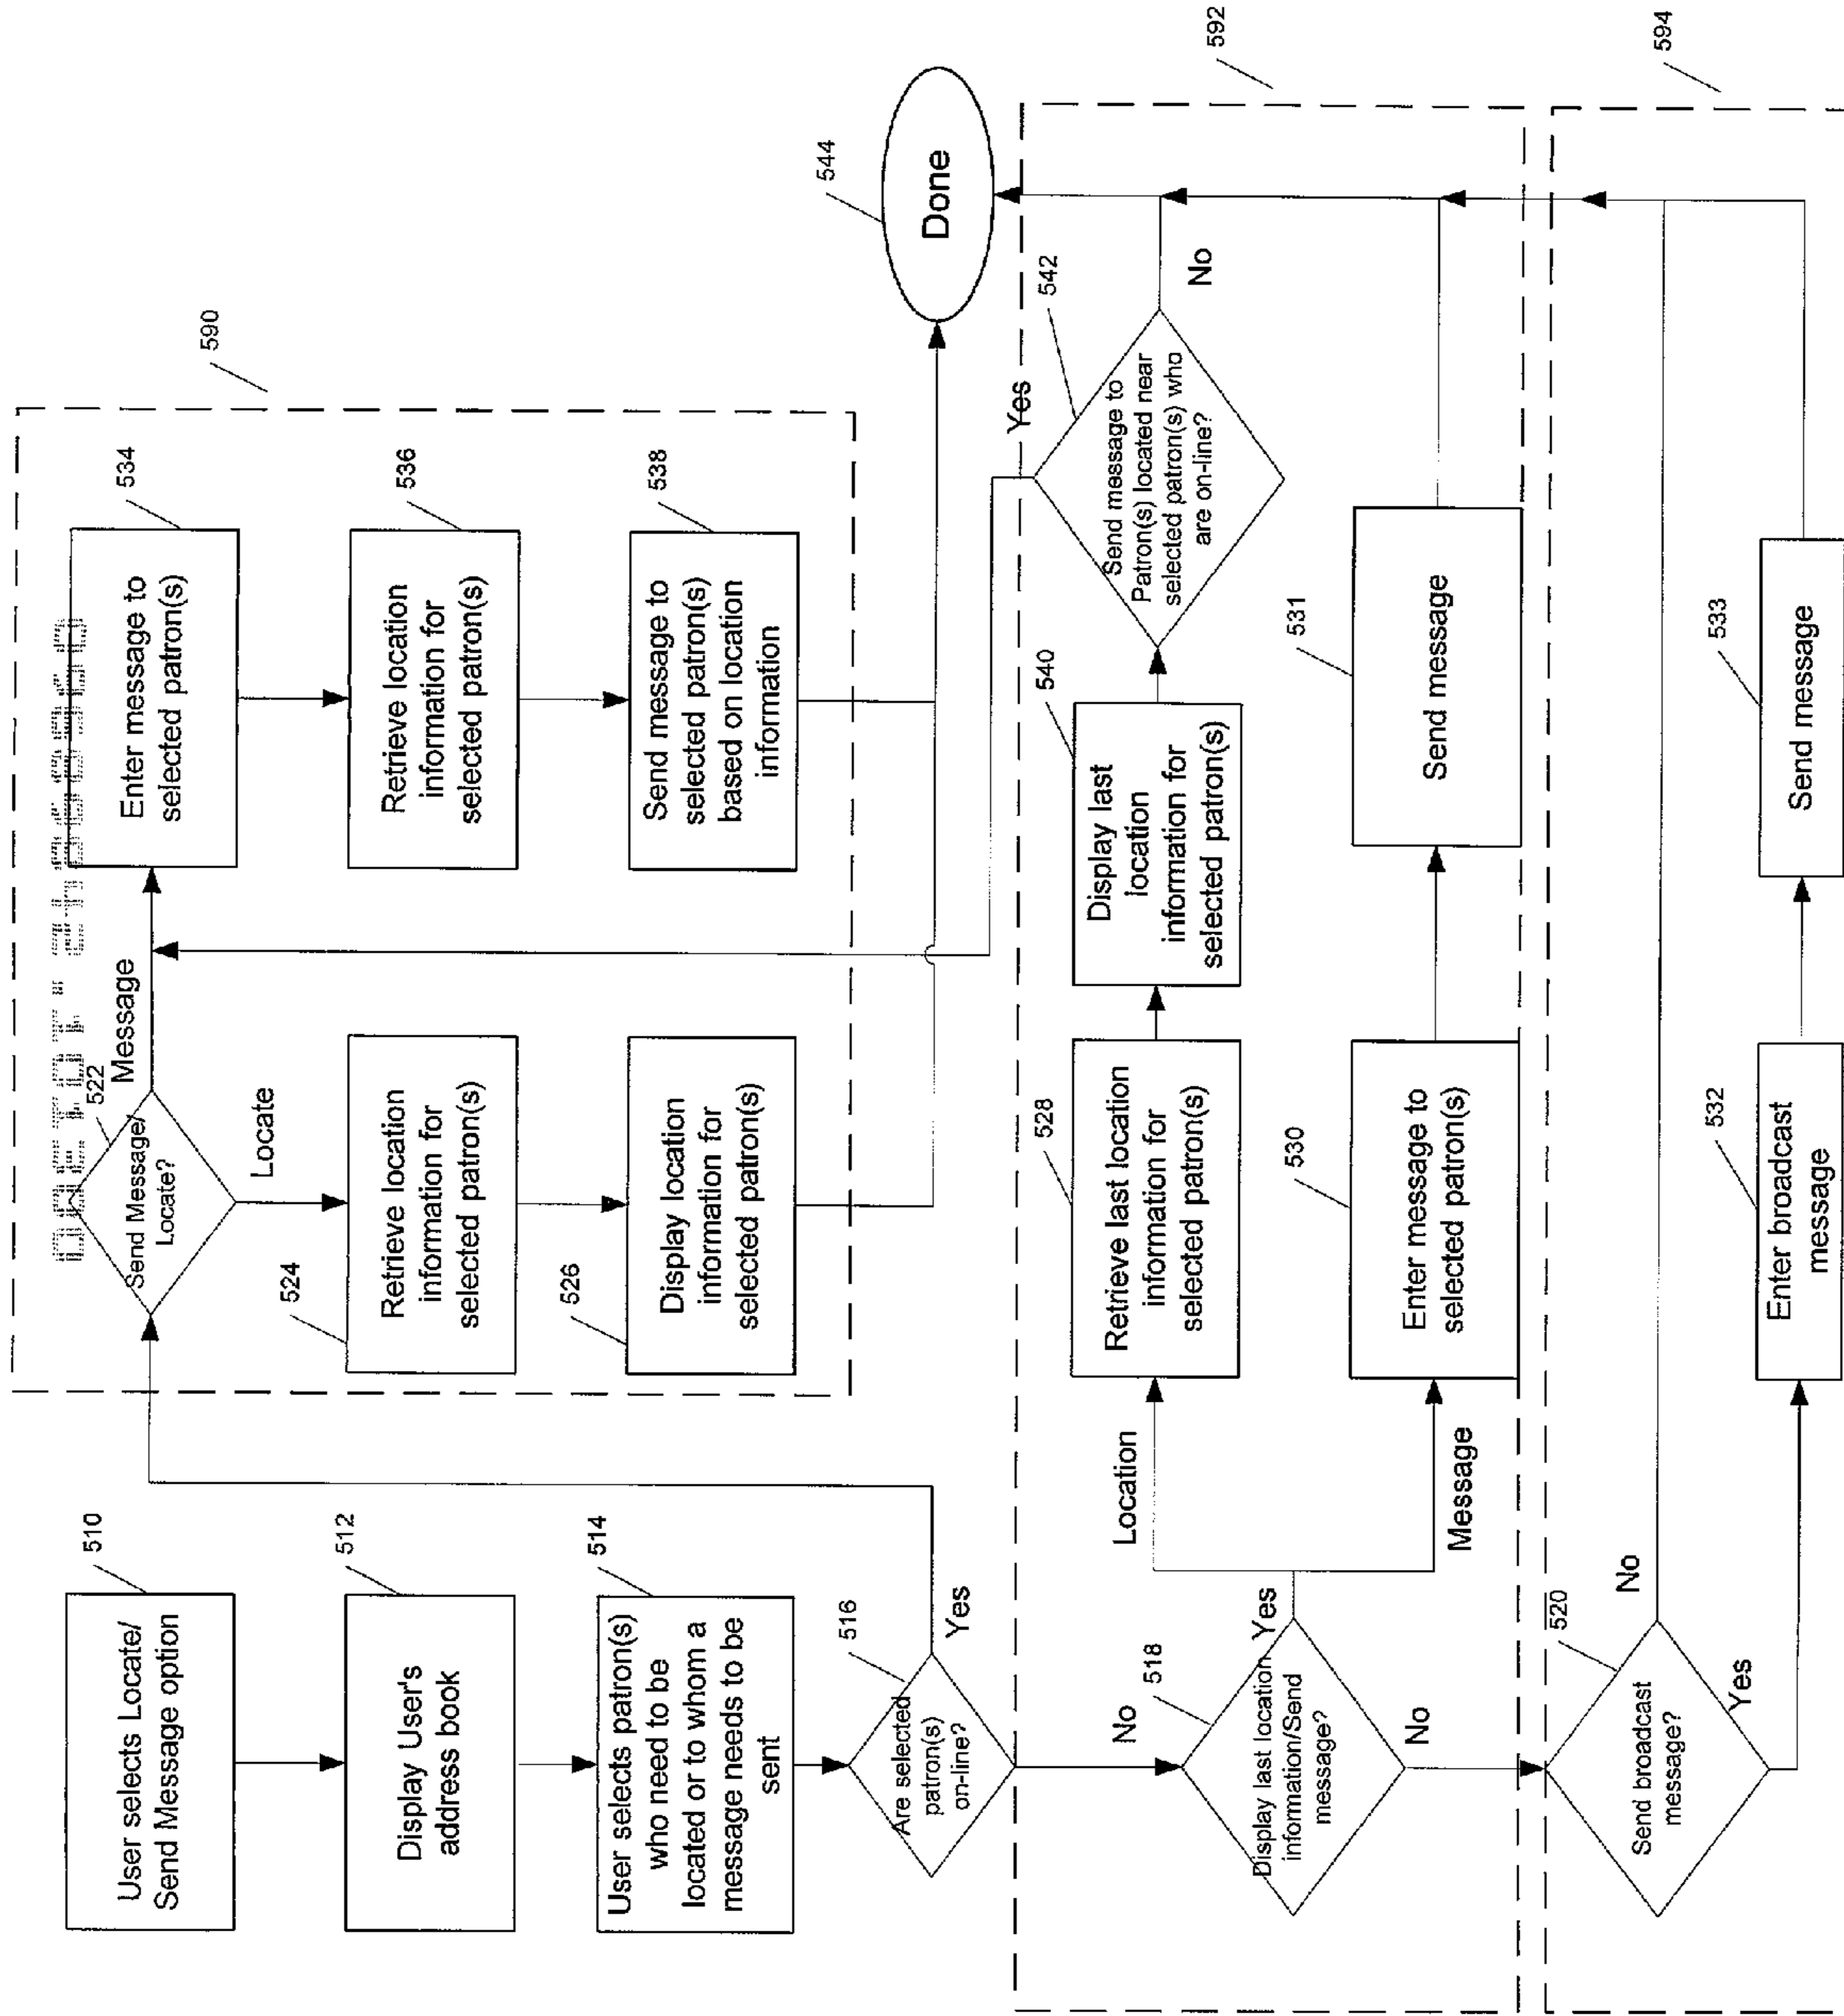 510
User selects Locate/
Send Message option
512
Display User's
address book
514
User selects patron(s)
who need to be
located or to whom a
message needs to be
sent
516
Are selected
patron(s)
on-line?
Yes
No
590
522
Send Message/
Locate?
Message
Locate
524
Retrieve location
information for
selected patron(s)
526
Display location
information for
selected patron(s)
534
Enter message to
selected patron(s)
536
Retrieve location
information for
selected patron(s)
538
Send message to
selected patron(s)
based on location
information
544
Done
592
518
Display last location
information/Send
message?
Yes
No
Location
Message
528
Retrieve last location
information for
selected patron(s)
540
Display last
location
information for
selected patron(s)
542
Send message to
Patron(s) located near
selected patron(s) who
are on-line?
Yes
No
530
Enter message to
selected patron(s)
531
Send message
594
520
Send broadcast
message?
No
Yes
532
Enter broadcast
message
533
Send message